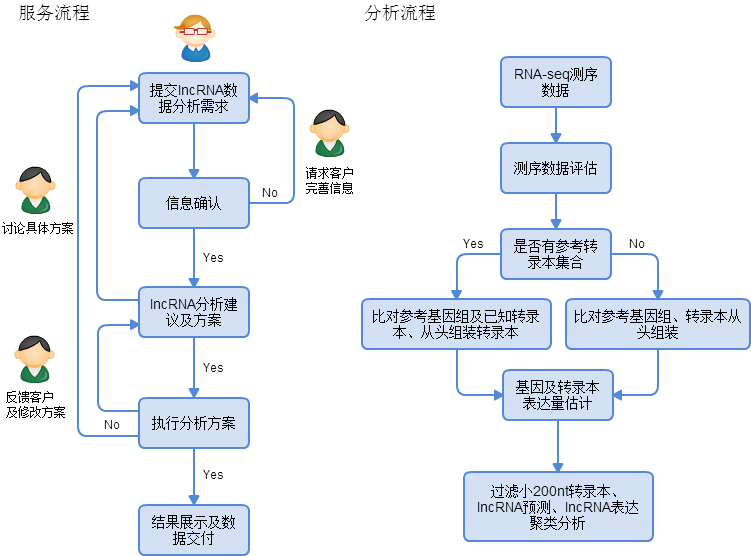 服务流程
提交lncRNA数
据分析需求
请求客户
完善信息
No
信息确认
讨论具体方案
Yes
lncRNA分析建
议及方案
Yes
反馈客户
及修改方案
No
执行分析方案
Yes
结果展示及数
据交付
分析流程
RNA-seq测序
数据
测序数据评估
是否有参考转
录本集合
Yes
No
比对参考基因组及已知转录
本、从头组装转录本
比对参考基因组、转录本从
头组装
基因及转录本
表达量估计
过滤小200nt转录本、
lncRNA预测、lncRNA表达
聚类分析